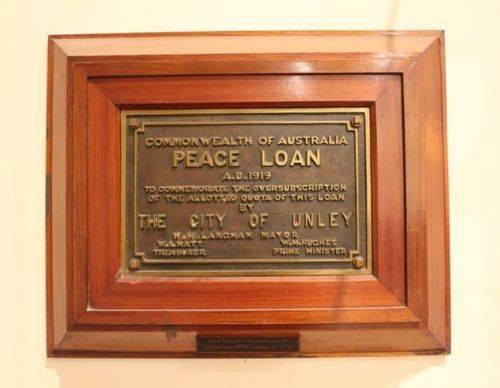 COMMONWEALTH OF AUSTRALIA
PEACE LOAN
A.D. 1919
TO COMMEMORATE THE OVERSUBSCRIPTION
OF THE ALLOTTED QUOTA OF THIS LOAN
BY
THE CITY OF UNLEY
W.H. LANGHAM MAYOR
W.A. WATT W.M. HUGHES
TREASURER PRIME MINISTER